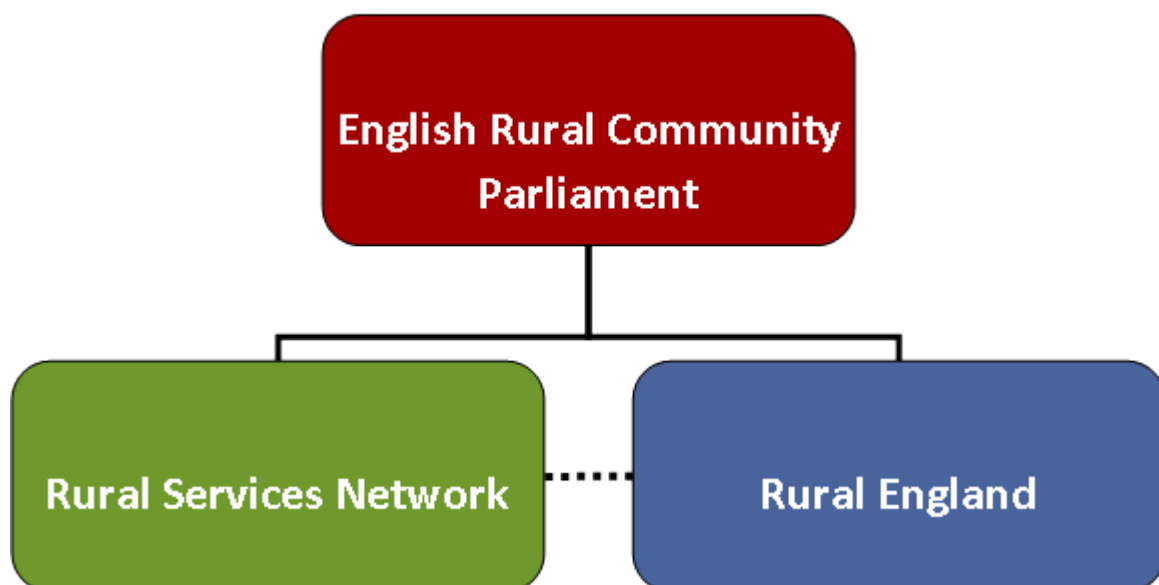 English Rural Community
Parliament
Rural Services Network
Rural England